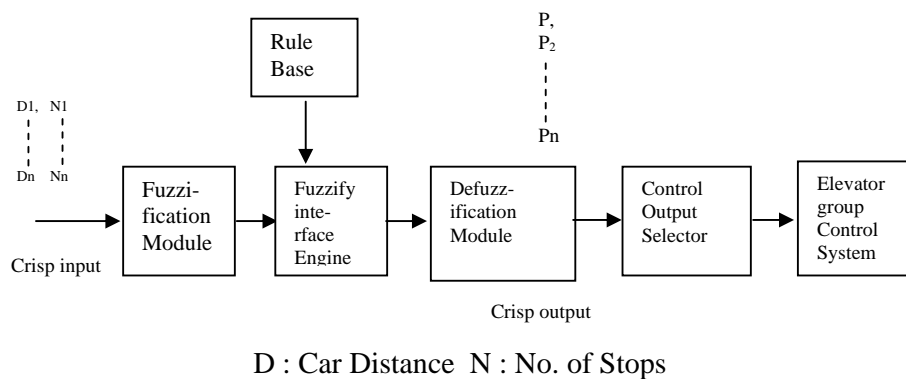 P,
P2
Pn
Rule
Base
D1, N1
Dn Nn
Fuzzi-
fication
Module
Fuzzify
inte-
rface
Engine
Defuzz-
ification
Module
Control
Output
Selector
Elevator
group
Control
System
Crisp input
Crisp output
D : Car Distance N : No. of Stops